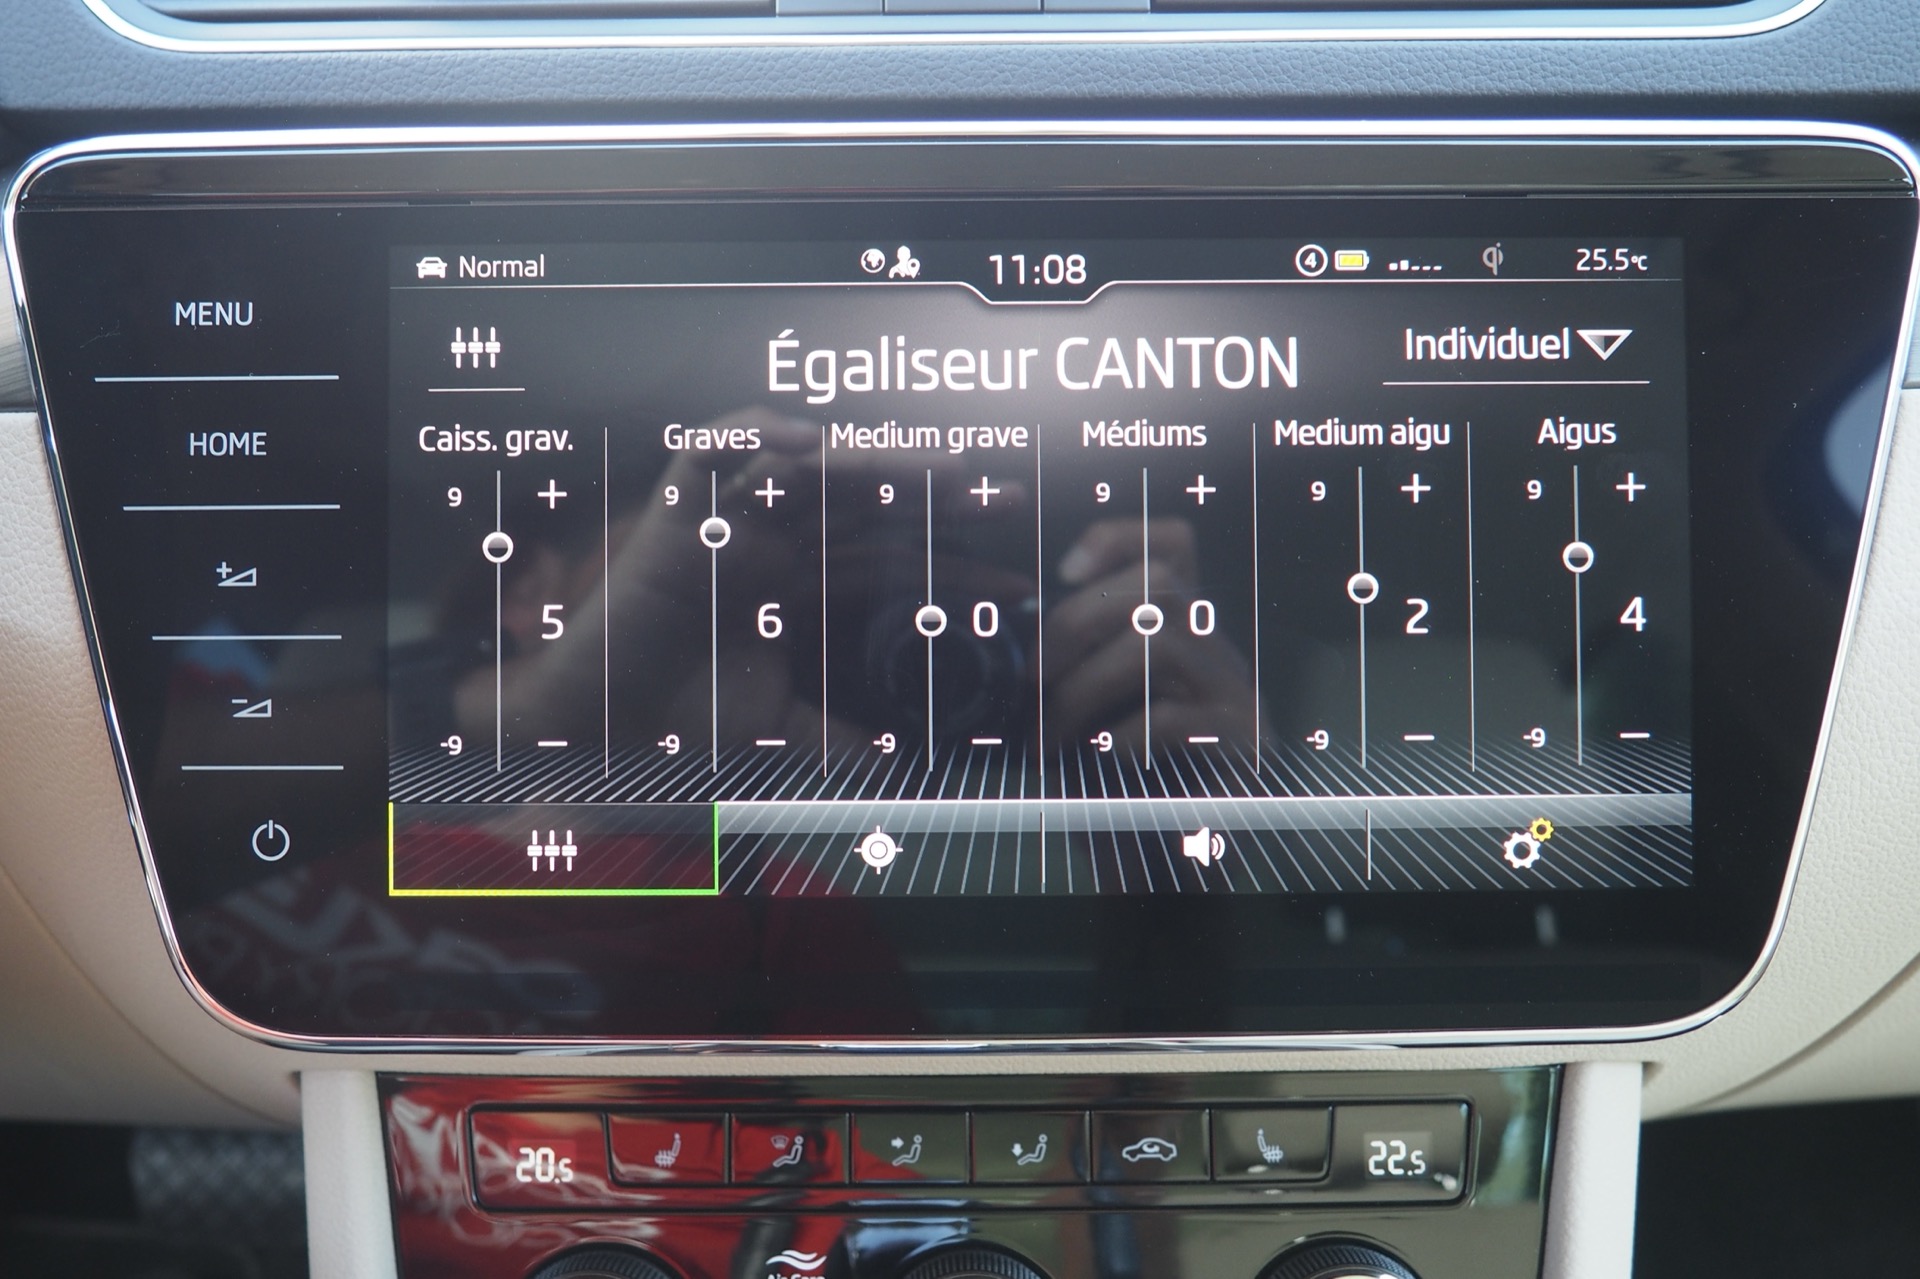 Normal 11:08 4 25.5°C
MENU
Égaliseur CANTON
Individuel
HOME
Caiss. grav. Graves Medium grave Médiums Medium aigu Aigus
9 + 9 + 9 + 9 + 9 + 9 +
5 6 0 0 2 4
-9 − -9 − -9 − -9 − -9 − -9 −
20.5 22.5